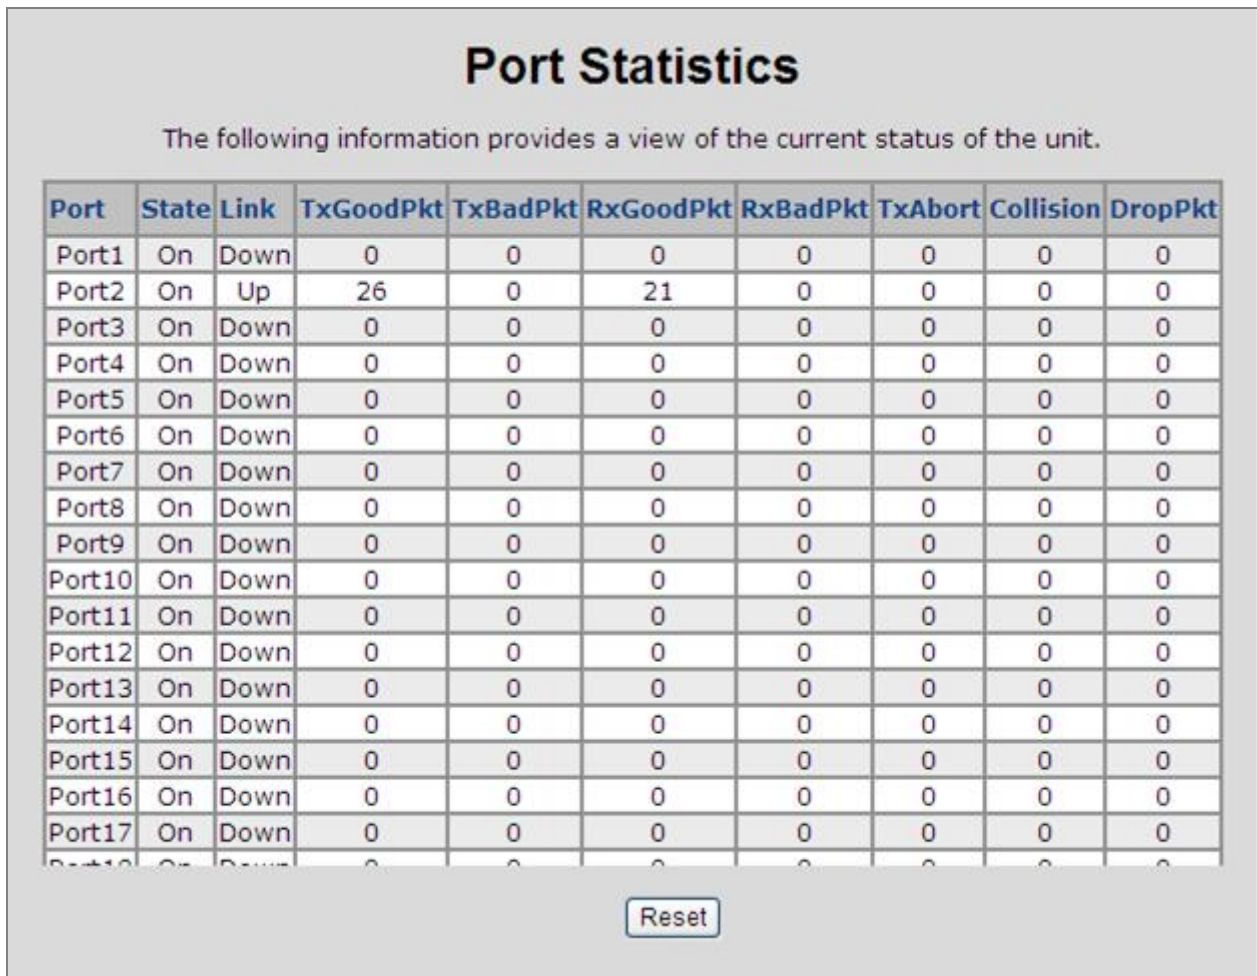 Port Statistics
The following information provides a view of the current status of the unit.
Port State Link TxGoodPkt TxBadPkt RxGoodPkt RxBadPkt TxAbort Collision DropPkt
Port1 On Down 0 0 0 0 0 0 0
Port2 On Up 26 0 21 0 0 0 0
Port3 On Down 0 0 0 0 0 0 0
Port4 On Down 0 0 0 0 0 0 0
Port5 On Down 0 0 0 0 0 0 0
Port6 On Down 0 0 0 0 0 0 0
Port7 On Down 0 0 0 0 0 0 0
Port8 On Down 0 0 0 0 0 0 0
Port9 On Down 0 0 0 0 0 0 0
Port10 On Down 0 0 0 0 0 0 0
Port11 On Down 0 0 0 0 0 0 0
Port12 On Down 0 0 0 0 0 0 0
Port13 On Down 0 0 0 0 0 0 0
Port14 On Down 0 0 0 0 0 0 0
Port15 On Down 0 0 0 0 0 0 0
Port16 On Down 0 0 0 0 0 0 0
Port17 On Down 0 0 0 0 0 0 0
Reset